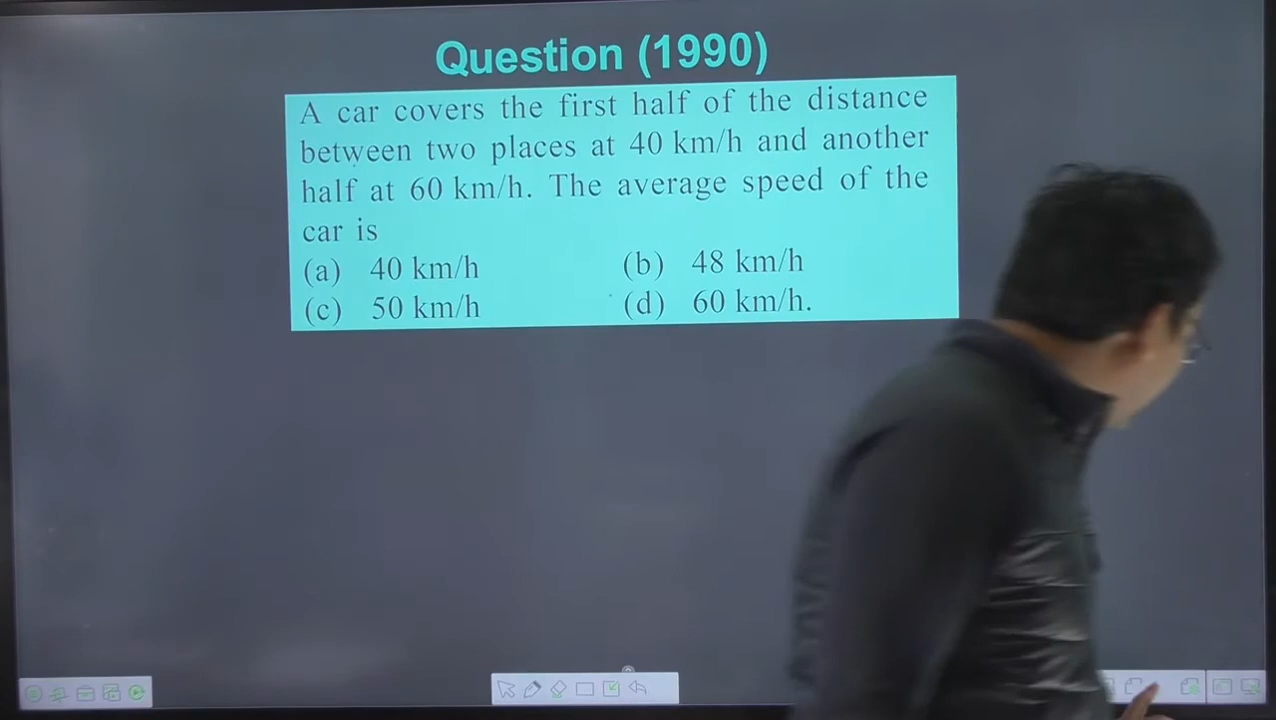 Question (1990)
A car covers the first half of the distance
between two places at 40 km/h and another
half at 60 km/h. The average speed of the
car is
(a) 40 km/h (b) 48 km/h
(c) 50 km/h (d) 60 km/h.